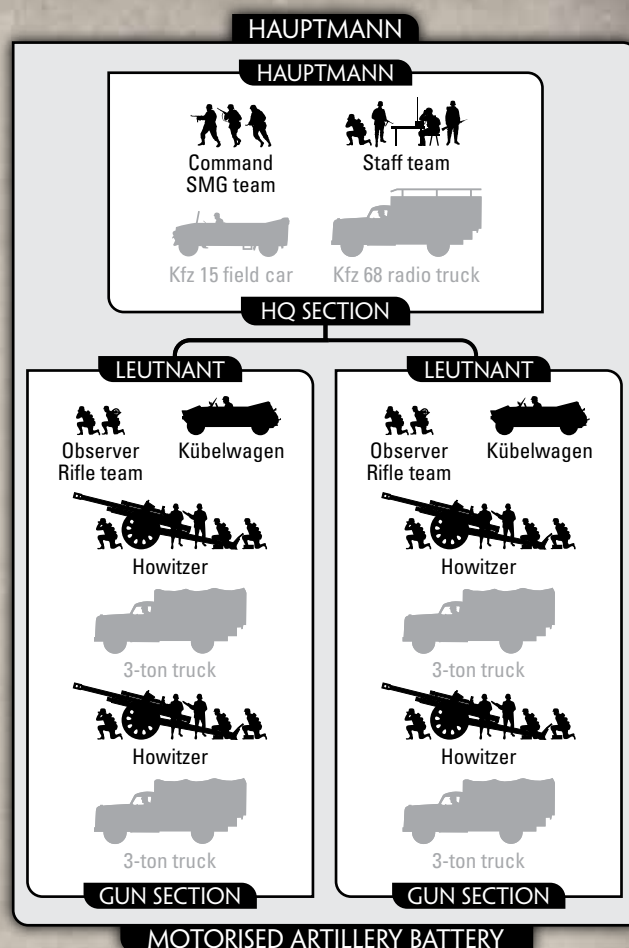 HAUPTMANN
HAUPTMANN
Command
SMG team
Staff team
Kfz 15 field car
Kfz 68 radio truck
HQ SECTION
LEUTNANT
Observer
Rifle team
Kübelwagen
Howitzer
3-ton truck
Howitzer
3-ton truck
GUN SECTION
LEUTNANT
Observer
Rifle team
Kübelwagen
Howitzer
3-ton truck
Howitzer
3-ton truck
GUN SECTION
MOTORISED ARTILLERY BATTERY